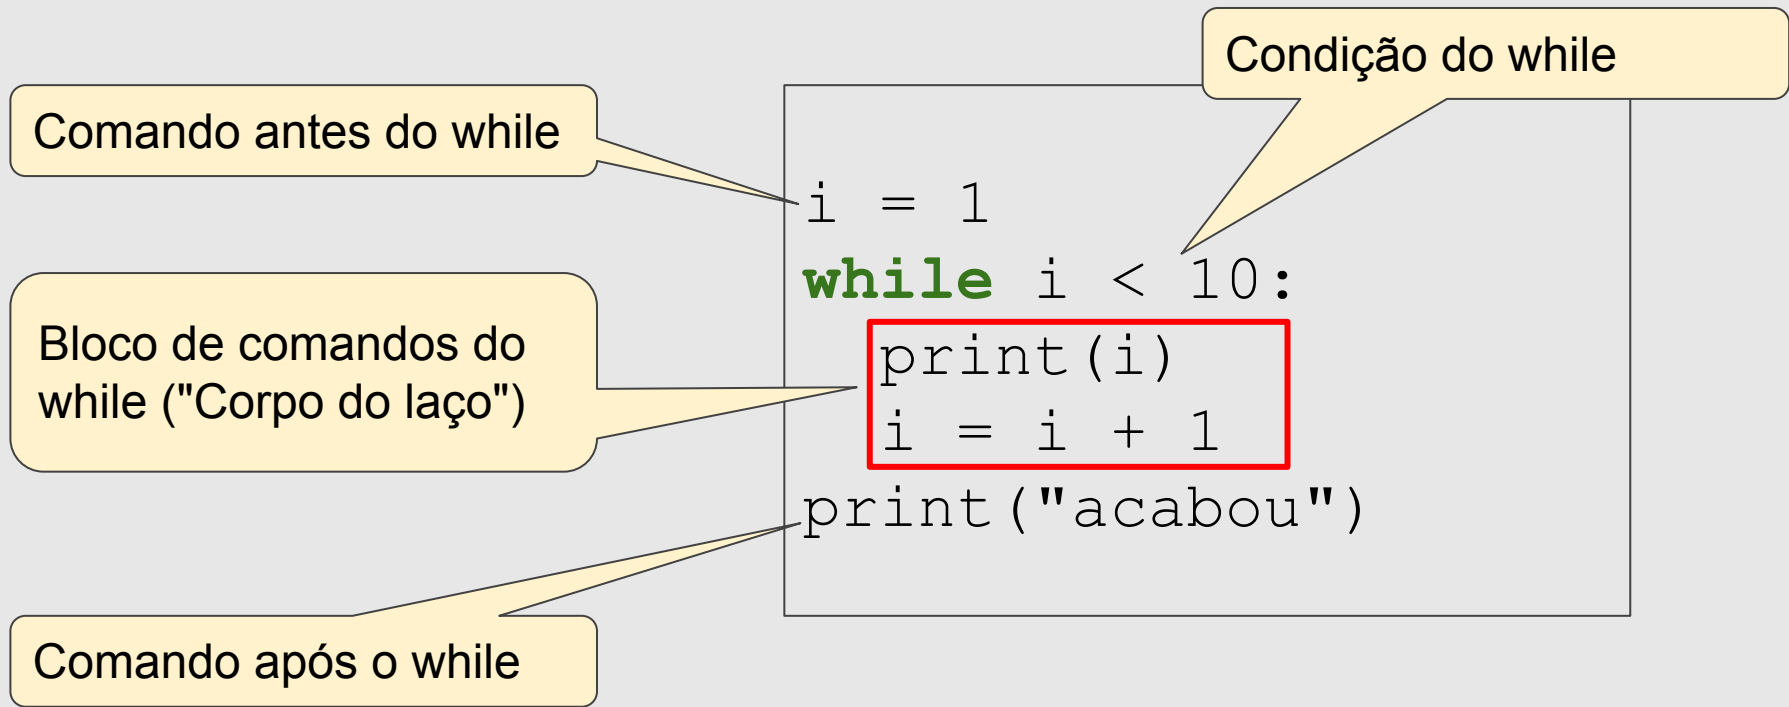 Condição do while
Comando antes do while
i = 1
while i < 10:
Bloco de comandos do
while ("Corpo do laço")
print(i)
i = i + 1
print("acabou")
Comando após o while